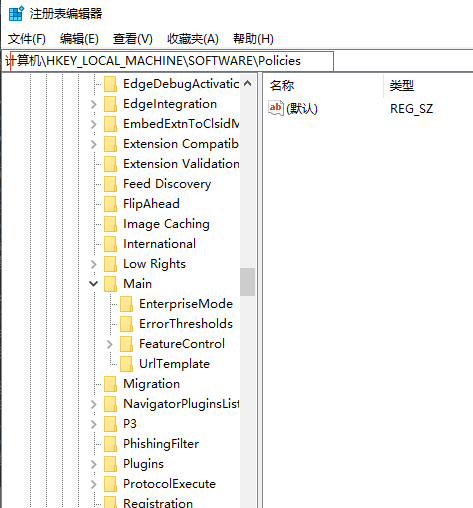 注册表编辑器
文件(F) 编辑(E) 查看(V) 收藏夹(A) 帮助(H)
计算机\HKEY_LOCAL_MACHINE\SOFTWARE\Policies
名称 类型
(默认) REG_SZ
EdgeDebugActivatic
EdgeIntegration
EmbedExtnToClsidM
Extension Compatib
Extension Validation
Feed Discovery
FlipAhead
Image Caching
International
Low Rights
Main
EnterpriseMode
ErrorThresholds
FeatureControl
UrlTemplate
Migration
NavigatorPluginsList
P3
PhishingFilter
Plugins
ProtocolExecute
Registration